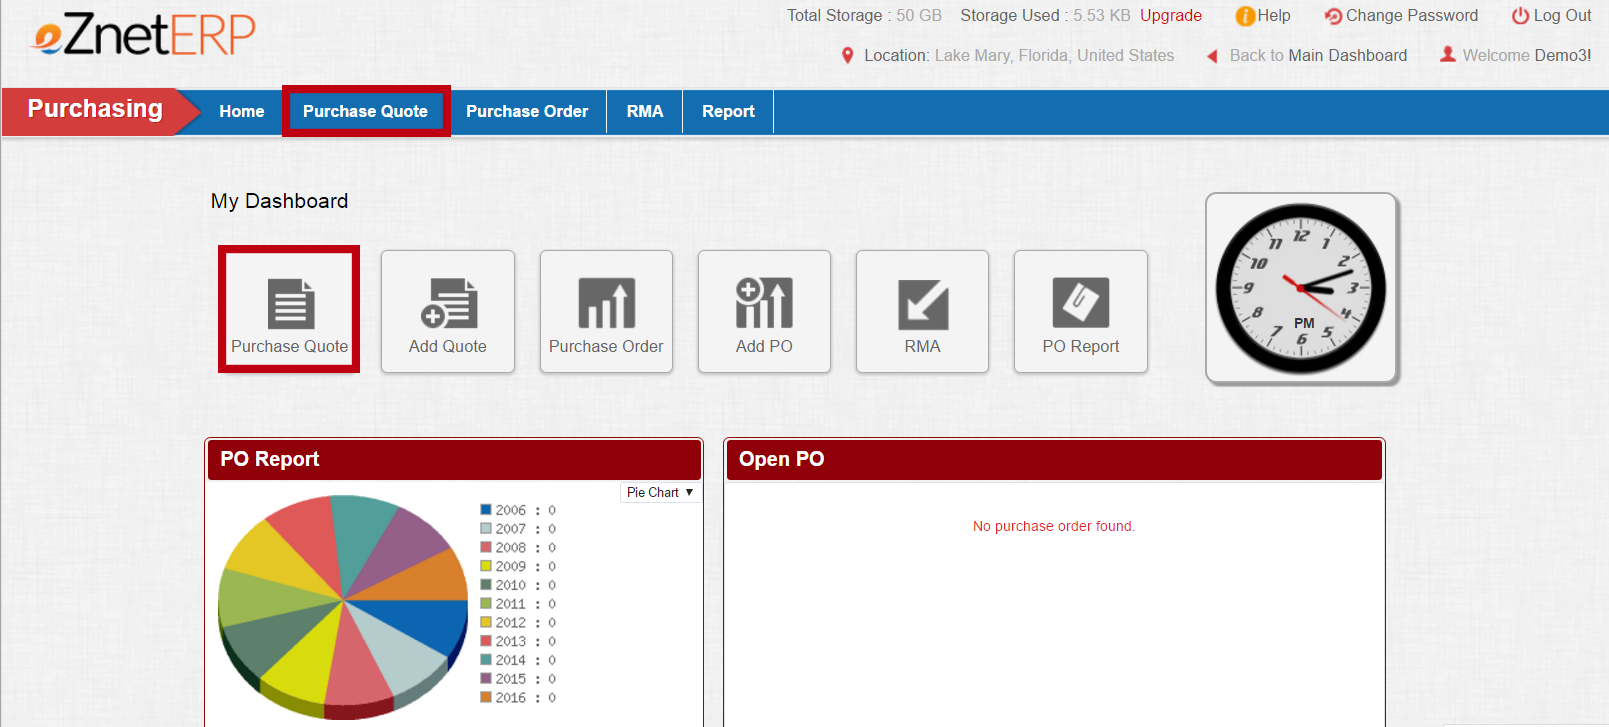 eZnetERP
Total Storage : 50 GB Storage Used : 5.53 KB Upgrade Help Change Password Log Out
Location: Lake Mary, Florida, United States Back to Main Dashboard Welcome Demo3!
Purchasing Home Purchase Quote Purchase Order RMA Report
My Dashboard
Purchase Quote Add Quote Purchase Order Add PO RMA PO Report
12
1
2
3
4
5
6
7
8
9
10
11
PM
PO Report
Pie Chart ▼
2006 : 0
2007 : 0
2008 : 0
2009 : 0
2010 : 0
2011 : 0
2012 : 0
2013 : 0
2014 : 0
2015 : 0
2016 : 0
Open PO
No purchase order found.